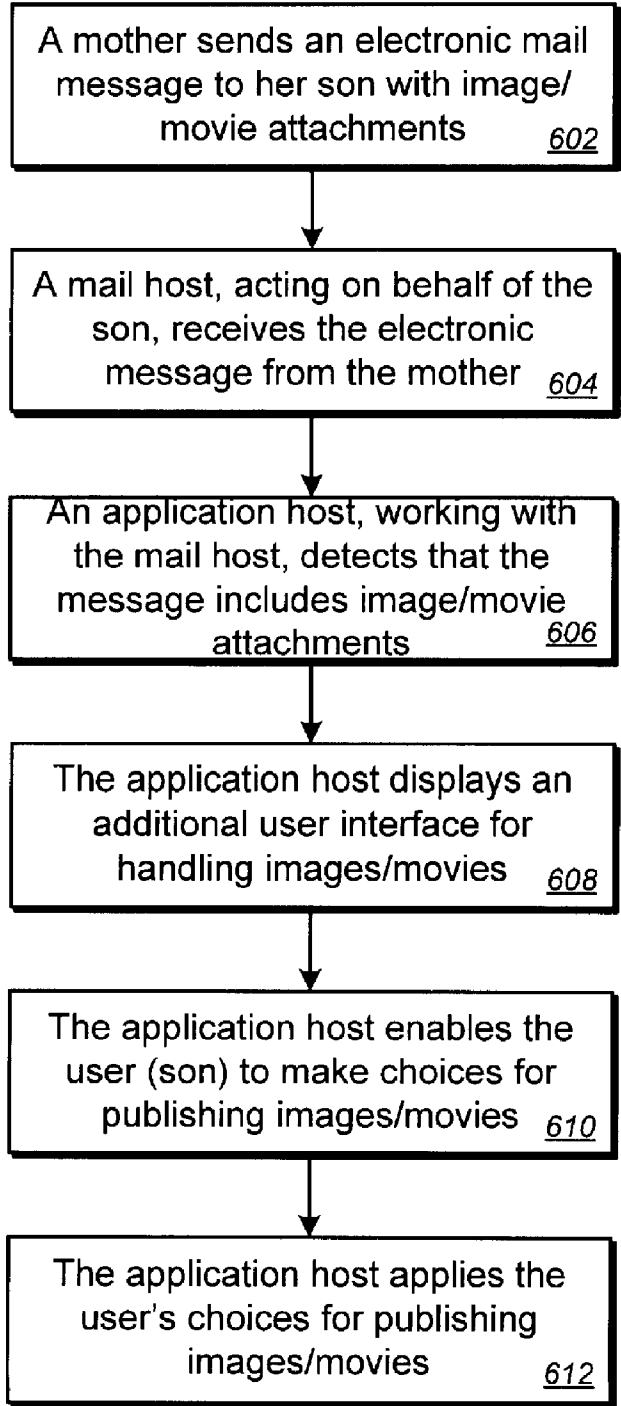 A mother sends an electronic mail
message to her son with image/
movie attachments 602
A mail host, acting on behalf of the
son, receives the electronic
message from the mother 604
An application host, working with
the mail host, detects that the
message includes image/movie
attachments 606
The application host displays an
additional user interface for
handling images/movies 608
The application host enables the
user (son) to make choices for
publishing images/movies 610
The application host applies the
user's choices for publishing
images/movies 612